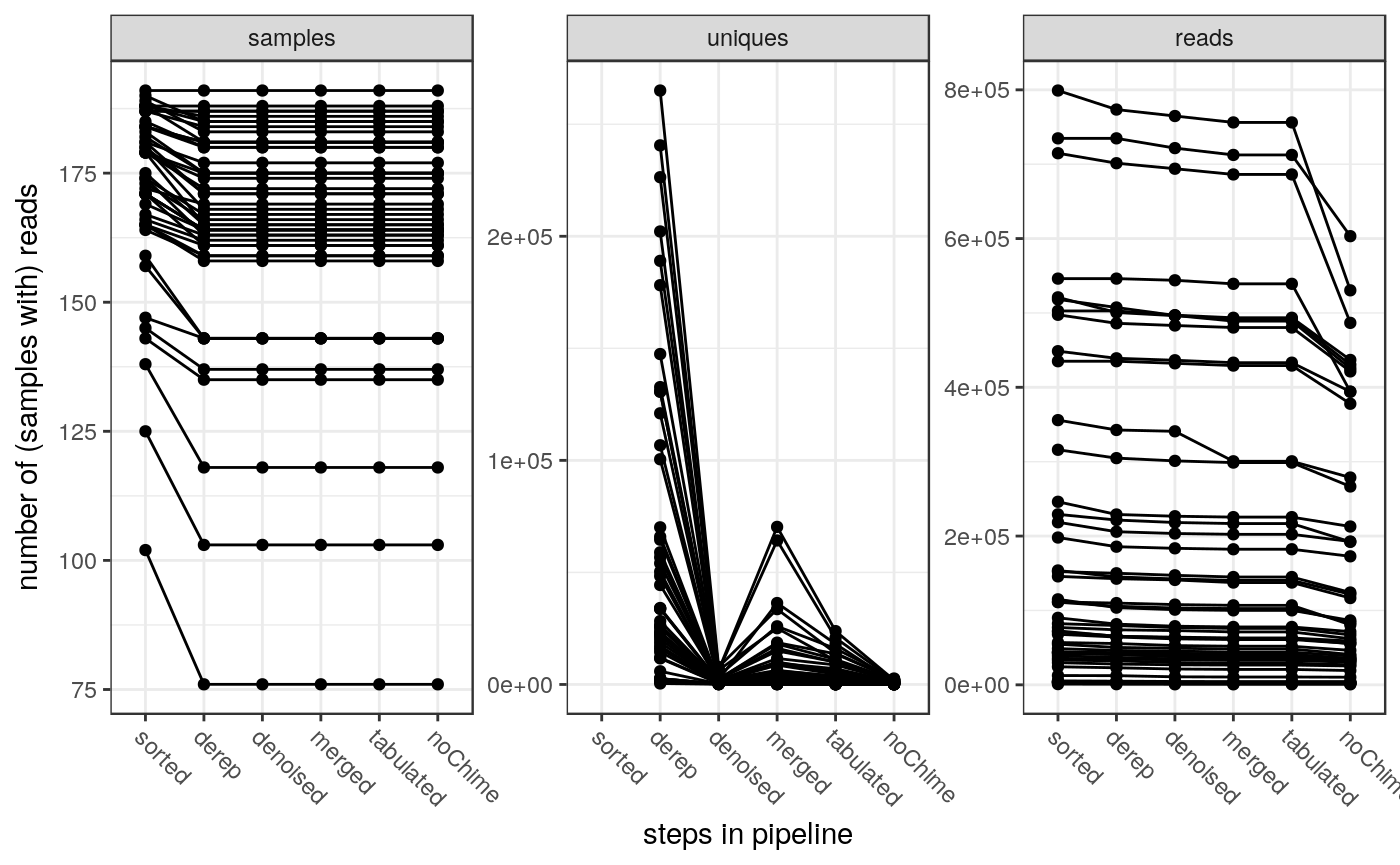 samples
uniques
reads
number of (samples with) reads
175
150
125
100
75
2e+05
1e+05
0e+00
8e+05
6e+05
4e+05
2e+05
0e+00
sorted
derep
denoised
merged
tabulated
noChime
sorted
derep
denoised
merged
tabulated
noChime
sorted
derep
denoised
merged
tabulated
noChime
steps in pipeline